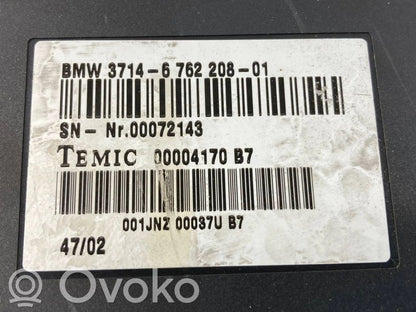 BMW 3714-6 762 208-01
SN- Nr.00072143
TEMIC 00004170 B7
001JNZ 00037U B7
47/02
Ovoko